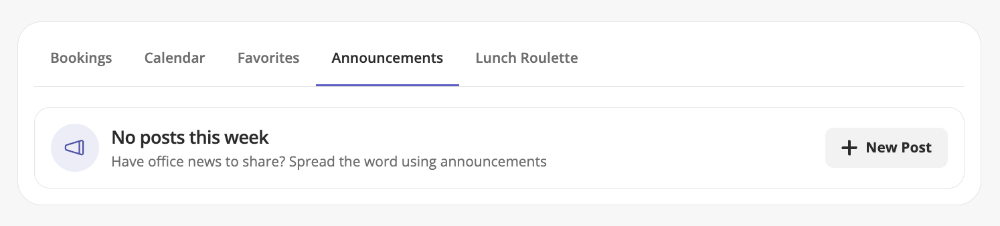 Bookings Calendar Favorites Announcements Lunch Roulette
No posts this week
Have office news to share? Spread the word using announcements
New Post